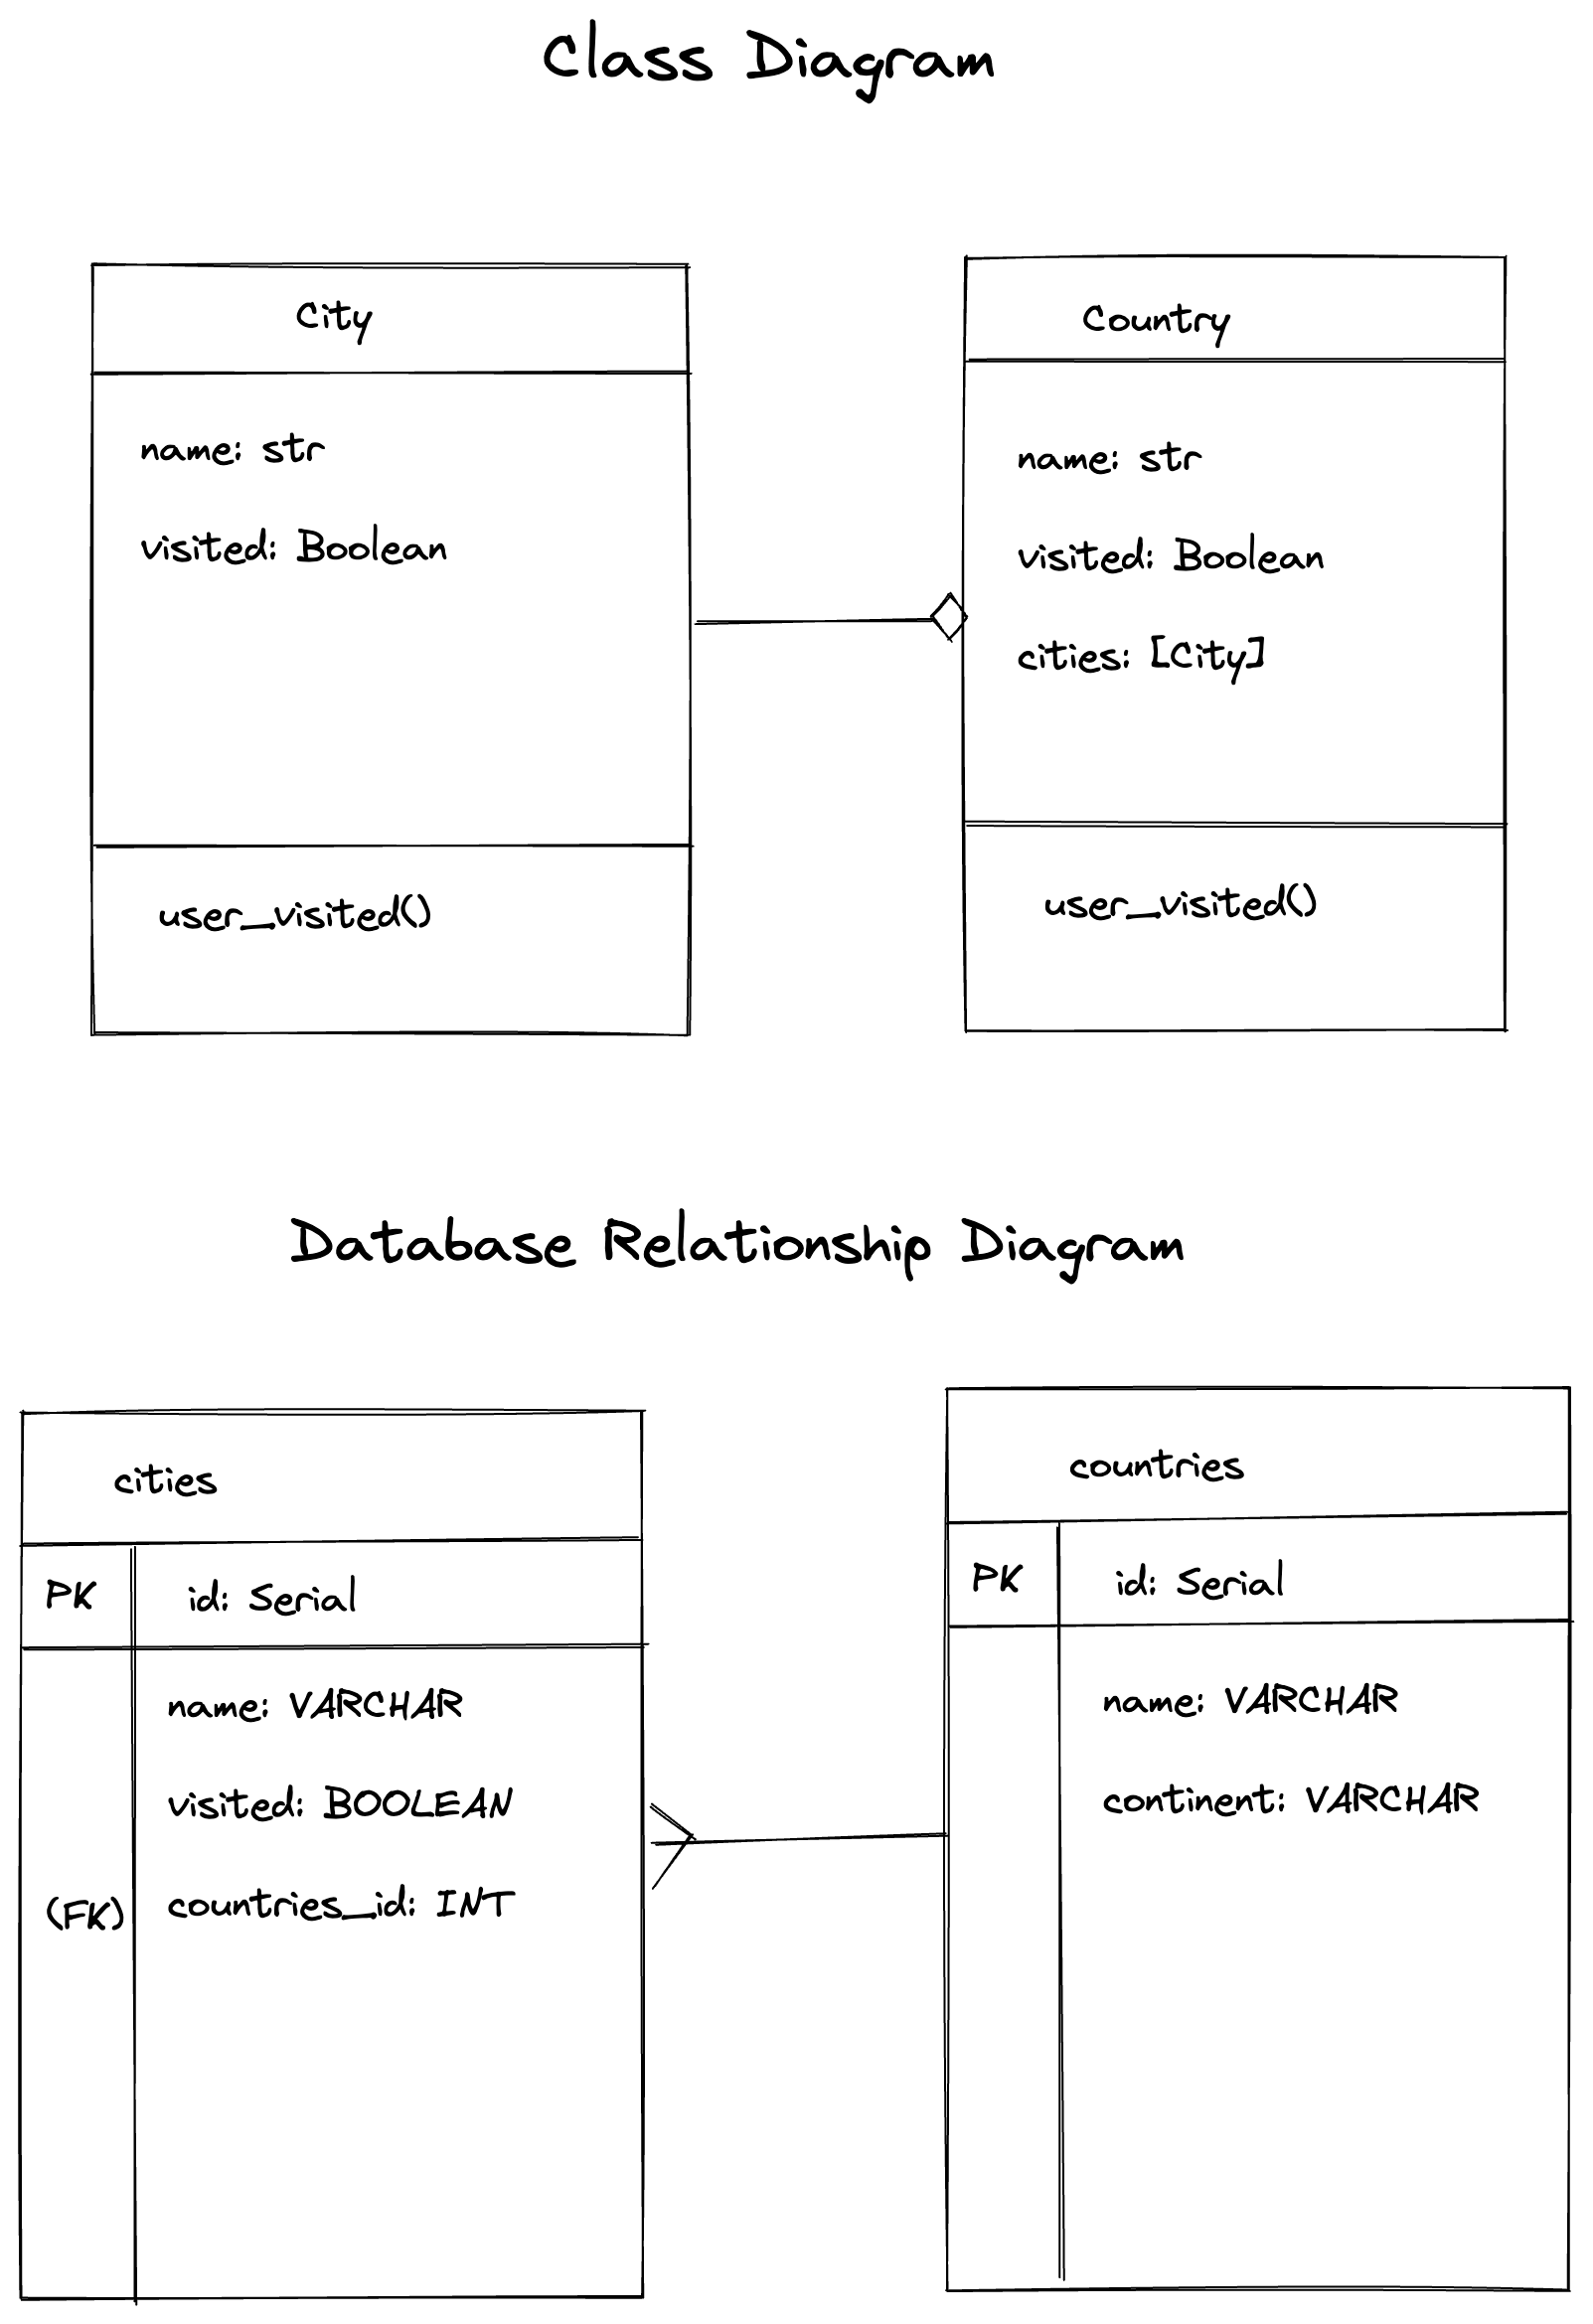 Class Diagram
City
name: str
visited: Boolean
user_visited()
Country
name: str
visited: Boolean
cities: [City]
user_visited()
Database Relationship Diagram
cities
PK
id: Serial
name: VARCHAR
visited: BOOLEAN
(FK) countries_id: INT
countries
PK
id: Serial
name: VARCHAR
continent: VARCHAR